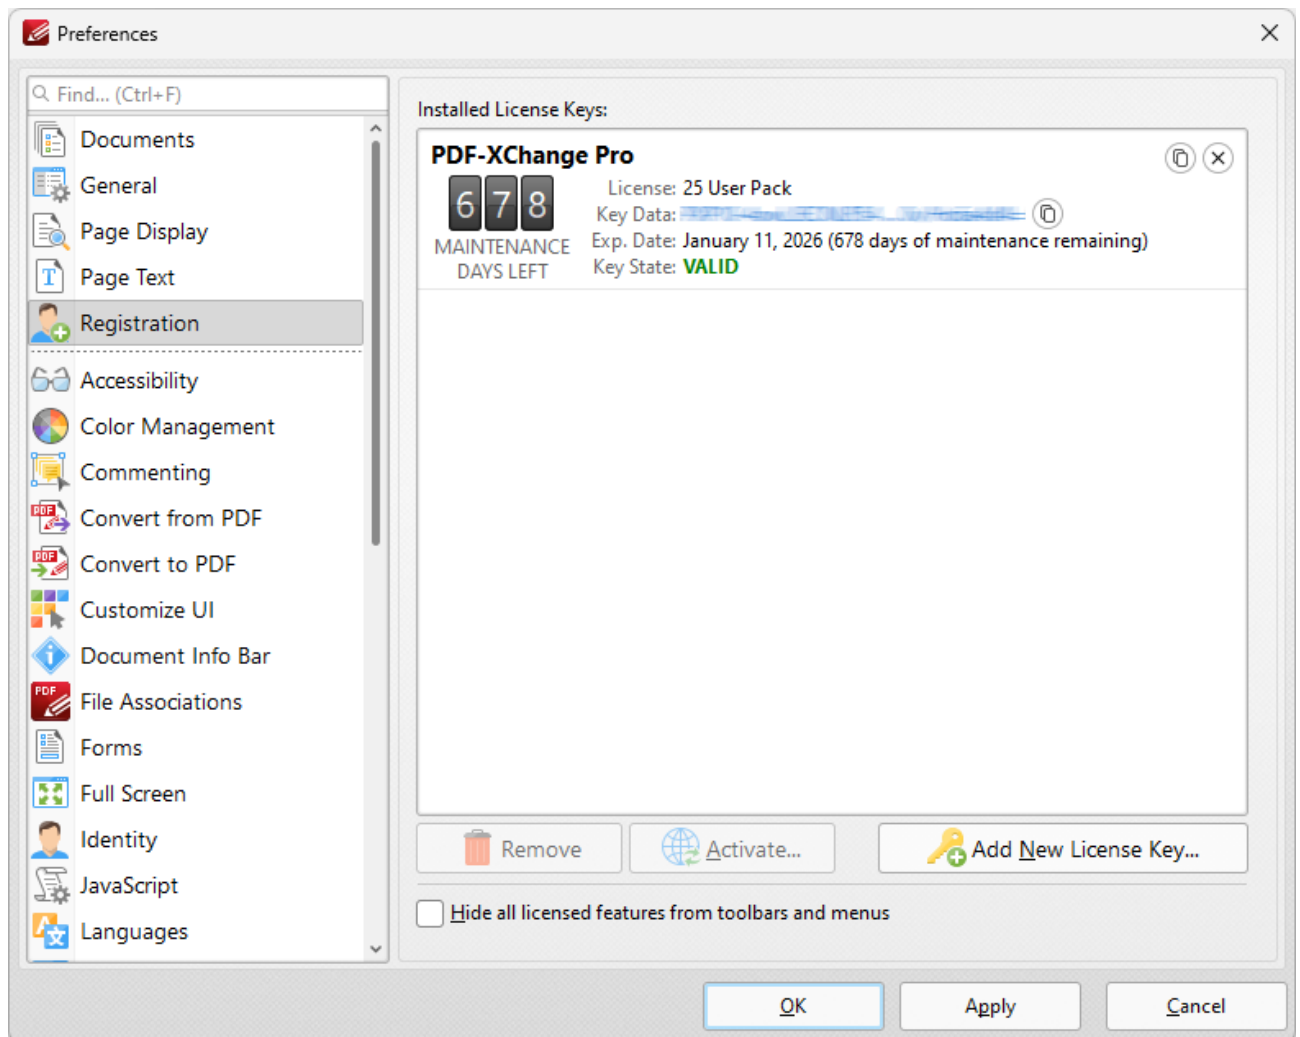 Preferences
Find... (Ctrl+F)
Documents
General
Page Display
Page Text
Registration
Accessibility
Color Management
Commenting
Convert from PDF
Convert to PDF
Customize UI
Document Info Bar
File Associations
Forms
Full Screen
Identity
JavaScript
Languages
Installed License Keys:
PDF-XChange Pro
678
MAINTENANCE
DAYS LEFT
License: 25 User Pack
Key Data:
Exp. Date: January 11, 2026 (678 days of maintenance remaining)
Key State: VALID
Remove
Activate...
Add New License Key...
Hide all licensed features from toolbars and menus
OK
Apply
Cancel